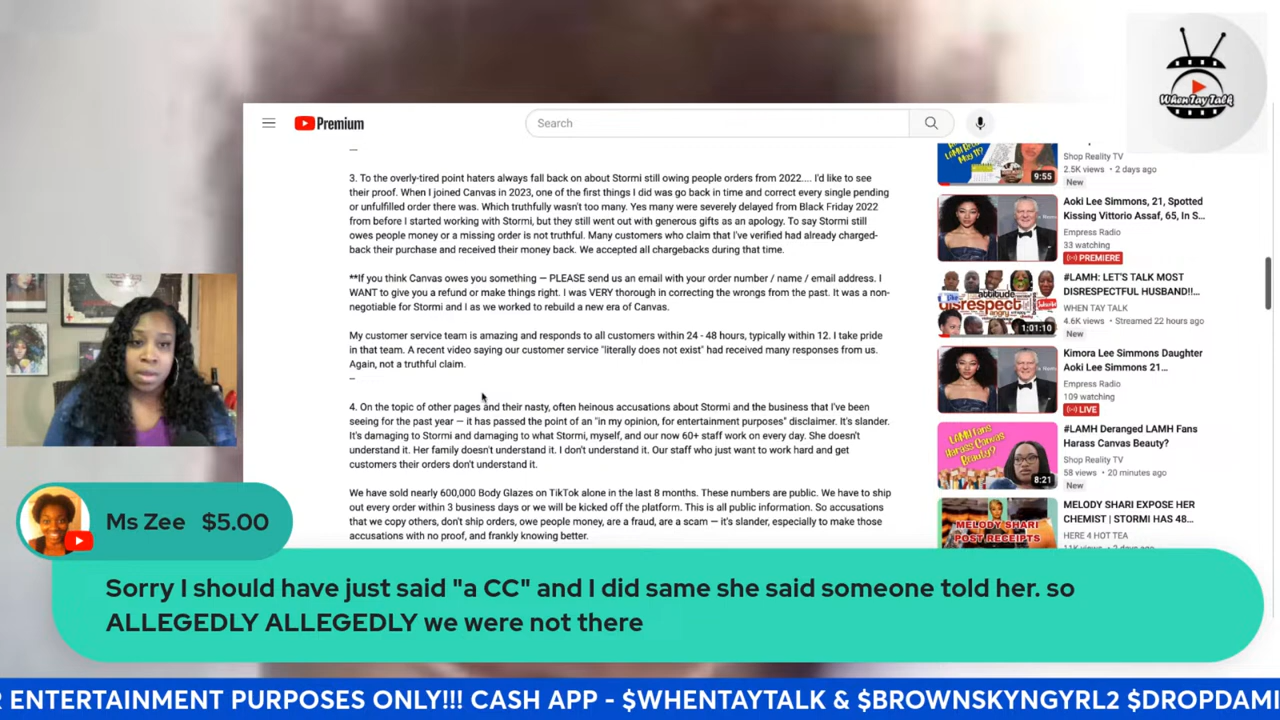 WhenTayTalk
Premium
Search
—
3. To the overly-tired point haters always fall back on about Stormi still owing people orders from 2022.... I'd like to see
their proof. When I joined Canvas in 2023, one of the first things I did was go back in time and correct every single pending
or unfulfilled order there was. Which truthfully wasn't too many. Yes many were severely delayed from Black Friday 2022
from before I started working with Stormi, but they still went out with generous gifts as an apology. To say Stormi still
owes people money or a missing order is not truthful. Many customers who claim that I've verified had already charged-
back their purchase and received their money back. We accepted all chargebacks during that time.
**If you think Canvas owes you something — PLEASE send us an email with your order number / name / email address. I
WANT to give you a refund or make things right. I was VERY thorough in correcting the wrongs from the past. It was a non-
negotiable for Stormi and I as we worked to rebuild a new era of Canvas.
My customer service team is amazing and responds to all customers within 24 - 48 hours, typically within 12. I take pride
in that team. A recent video saying our customer service "literally does not exist" had received many responses from us.
Again, not a truthful claim.
–
4. On the topic of other pages and their nasty, often heinous accusations about Stormi and the business that I've been
seeing for the past year — it has passed the point of an "in my opinion, for entertainment purposes" disclaimer. It's slander.
It's damaging to Stormi and damaging to what Stormi, myself, and our now 60+ staff work on every day. She doesn't
understand it. Her family doesn't understand it. I don't understand it. Our staff who just want to work hard and get
customers their orders don't understand it.
We have sold nearly 600,000 Body Glazes on TikTok alone in the last 8 months. These numbers are public. We have to ship
out every order within 3 business days or we will be kicked off the platform. This is all public information. So accusations
that we copy others, don't ship orders, owe people money, are a fraud, are a scam — it's slander, especially to make those
accusations with no proof, and frankly knowing better.
9:55
Shop Reality TV
2.5K views • 2 days ago
New
Aoki Lee Simmons, 21, Spotted
Kissing Vittorio Assaf, 65, In S...
Empress Radio
33 watching
PREMIERE
attitude
disrespect
1:01:10
#LAMH: LET'S TALK MOST
DISRESPECTFUL HUSBAND!!...
WHEN TAY TALK
4.6K views • Streamed 22 hours ago
New
Kimora Lee Simmons Daughter
Aoki Lee Simmons 21...
Empress Radio
109 watching
LIVE
LAMH Fans
Harass Canvas
Beauty?
8:21
#LAMH Deranged LAMH Fans
Harass Canvas Beauty?
Shop Reality TV
58 views • 20 minutes ago
New
MELODY SHARI
POST RECEIPTS
MELODY SHARI EXPOSE HER
CHEMIST | STORMI HAS 48...
HERE 4 HOT TEA
Ms Zee $5.00
Sorry I should have just said "a CC" and I did same she said someone told her. so
ALLEGEDLY ALLEGEDLY we were not there
R ENTERTAINMENT PURPOSES ONLY!!! CASH APP - $WHENTAYTALK & $BROWNSKYNGYRL2 $DROPDAMI